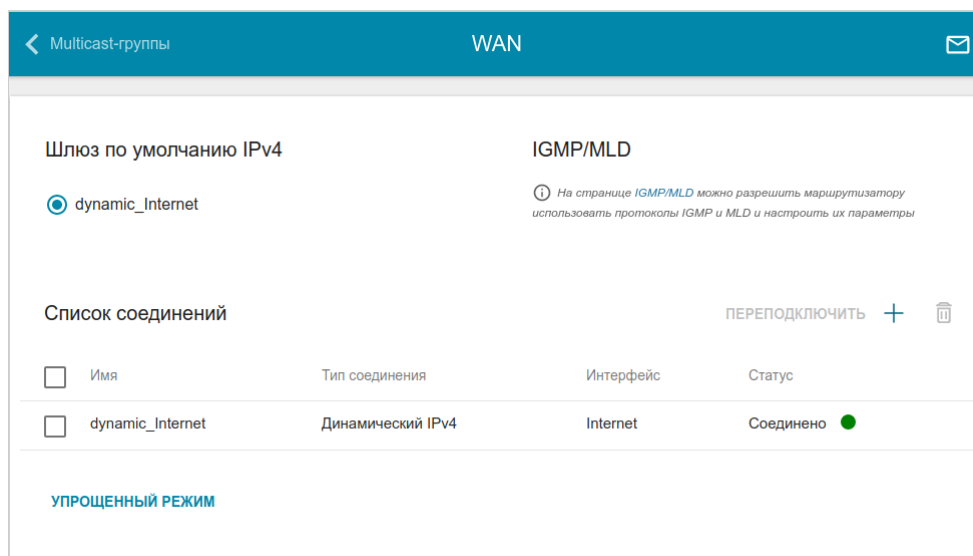 Multicast-группы
WAN
Шлюз по умолчанию IPv4
dynamic_Internet
IGMP/MLD
На странице IGMP/MLD можно разрешить маршрутизатору
использовать протоколы IGMP и MLD и настроить их параметры
Список соединений
ПЕРЕПОДКЛЮЧИТЬ
Имя Тип соединения Интерфейс Статус
dynamic_Internet Динамический IPv4 Internet Соединено
УПРОЩЕННЫЙ РЕЖИМ